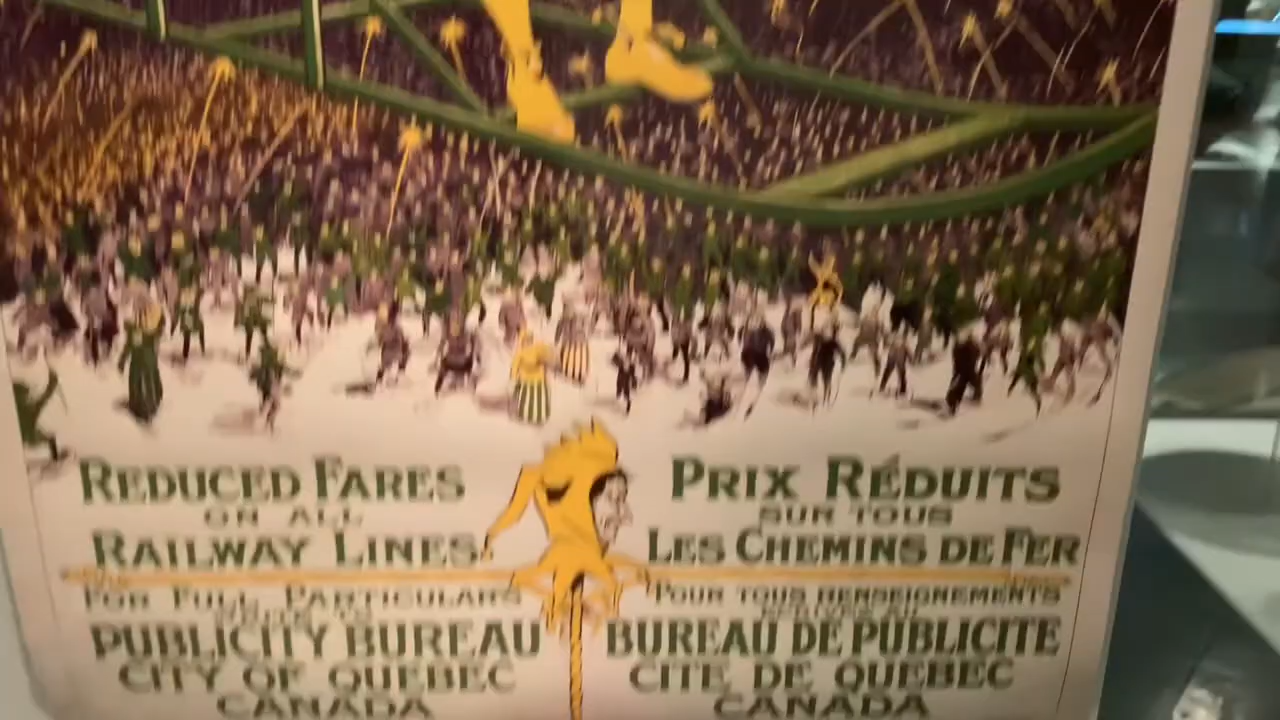 REDUCED FARES
ON ALL
RAILWAY LINES
FOR FULL PARTICULARS
PUBLICITY BUREAU
CITY OF QUEBEC
CANADA
PRIX RÉDUITS
SUR TOUS
LES CHEMINS DE FER
POUR TOUS RENSEIGNEMENTS
BUREAU DE PUBLICITE
CITE DE QUEBEC
CANADA